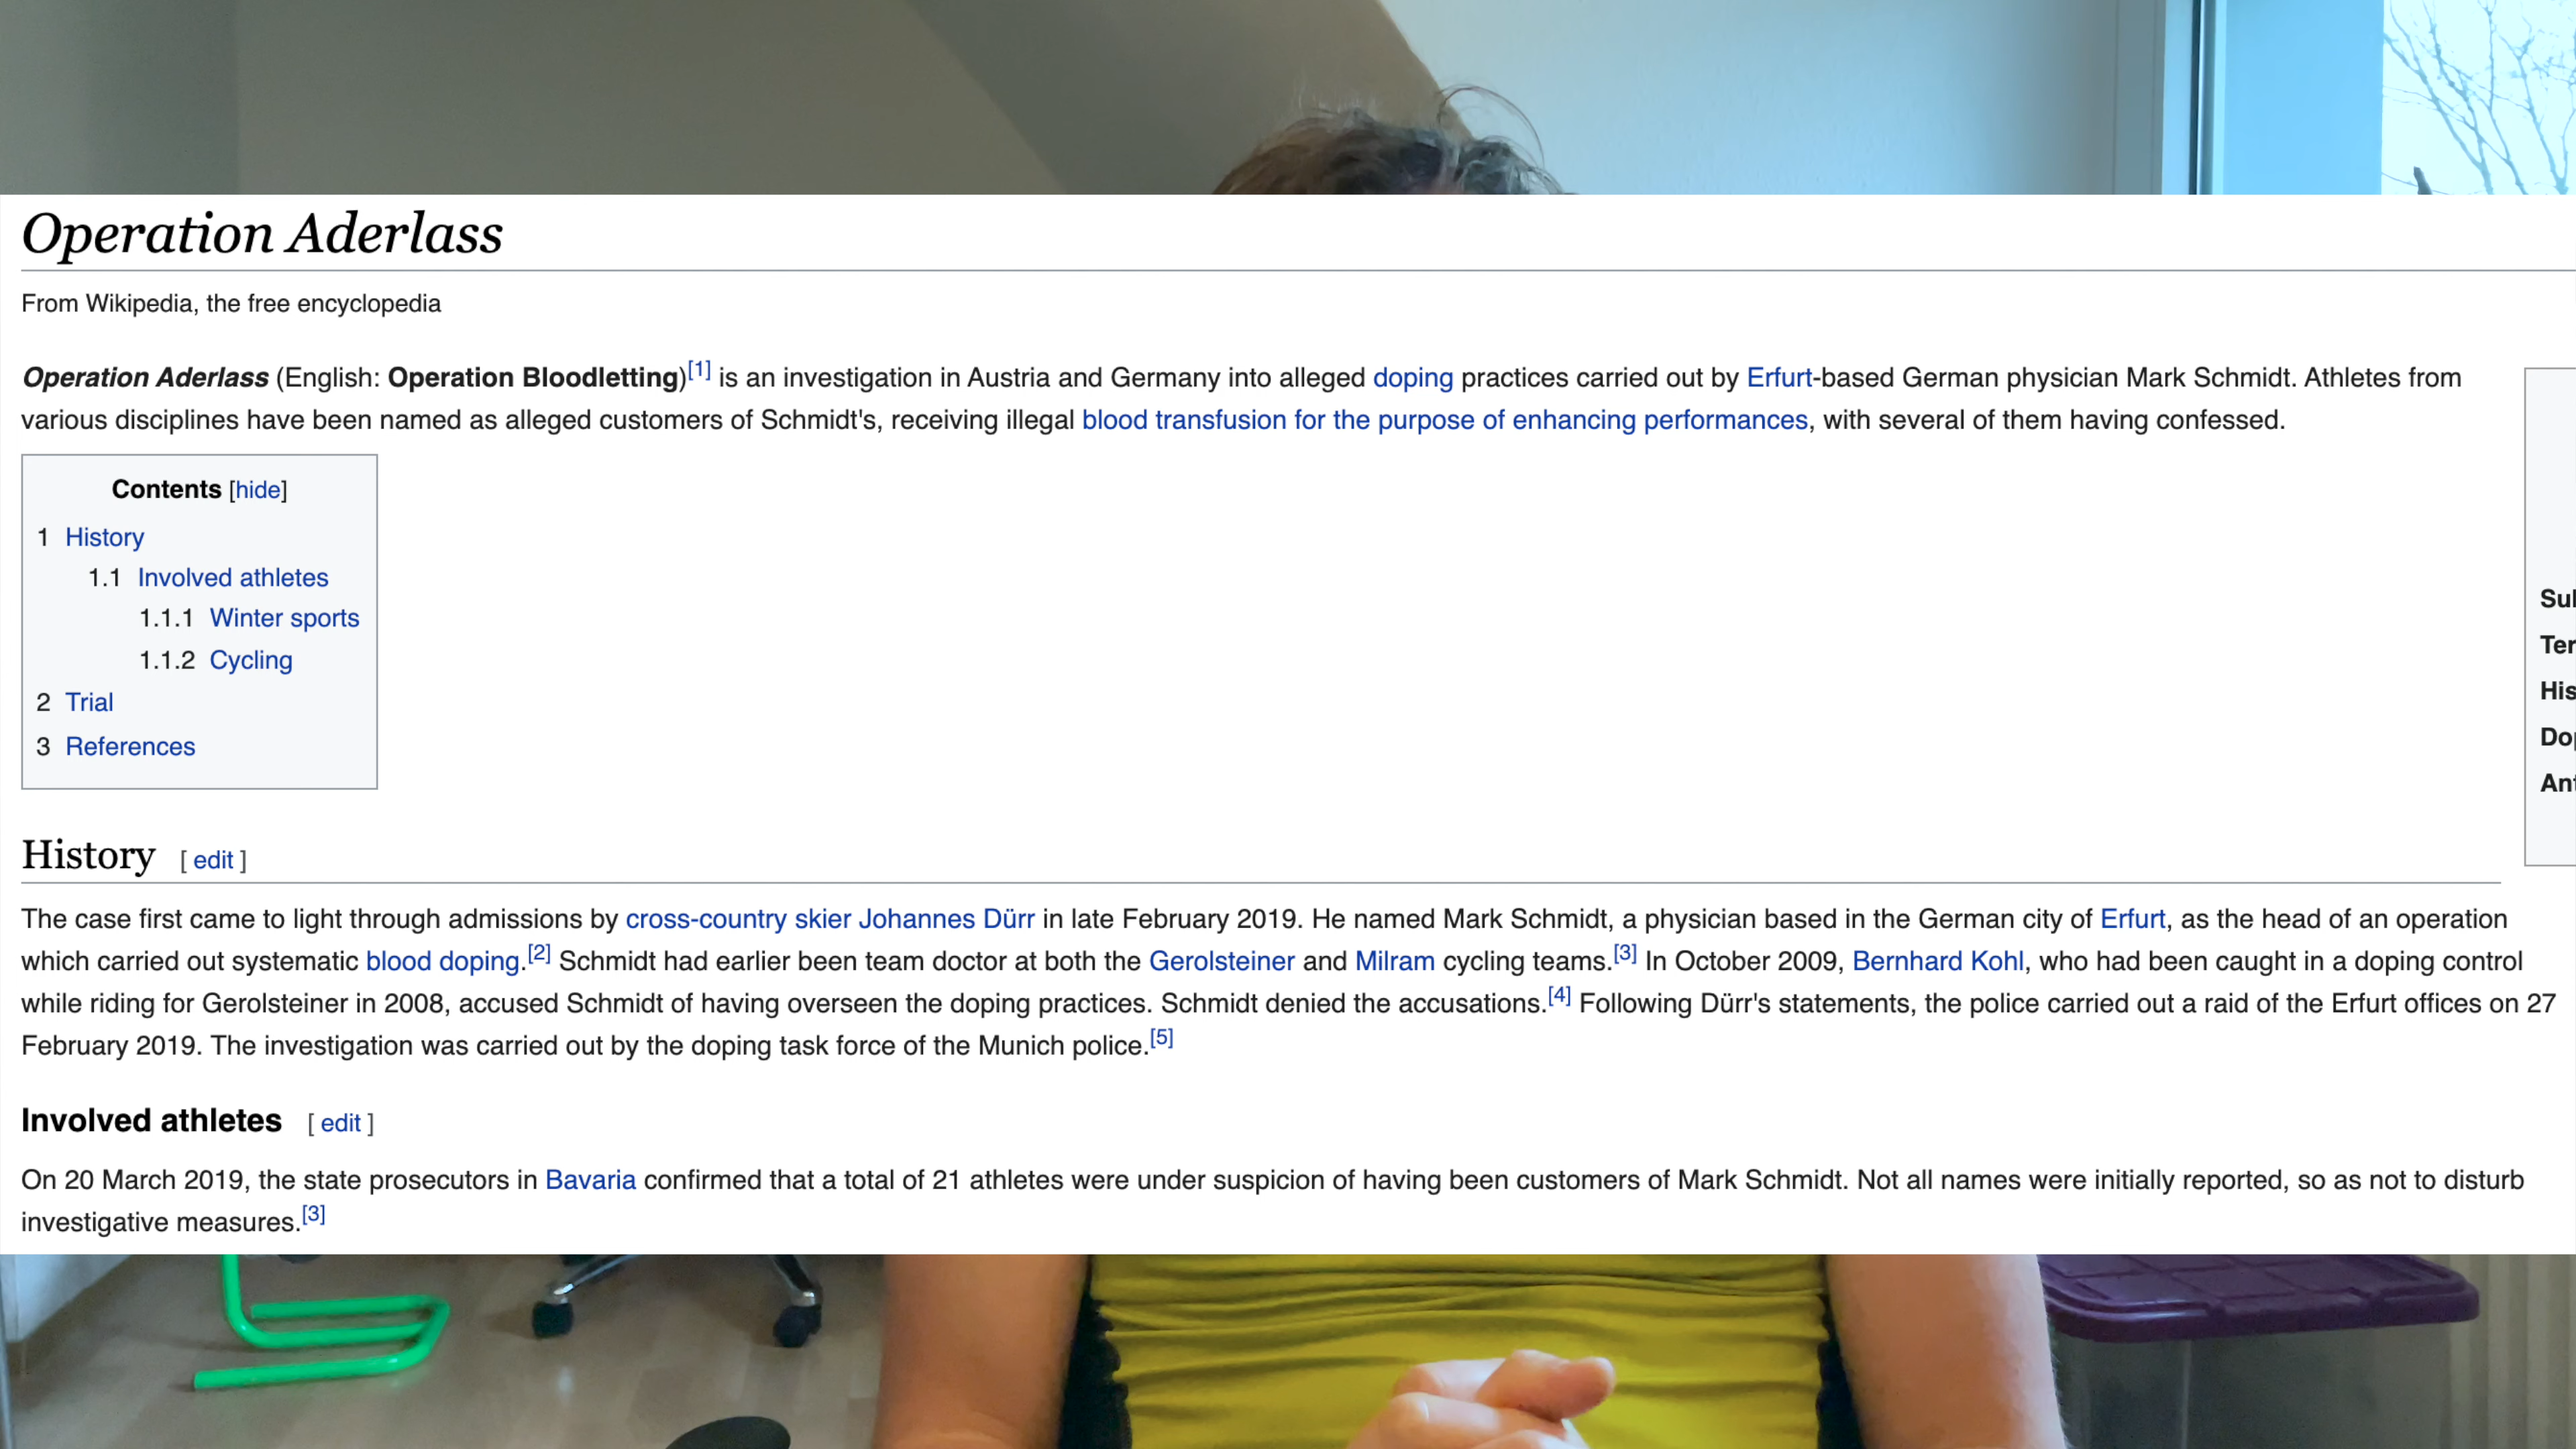 Operation Aderlass
From Wikipedia, the free encyclopedia
Operation Aderlass (English: Operation Bloodletting)[1] is an investigation in Austria and Germany into alleged doping practices carried out by Erfurt-based German physician Mark Schmidt. Athletes from
various disciplines have been named as alleged customers of Schmidt's, receiving illegal blood transfusion for the purpose of enhancing performances, with several of them having confessed.
Contents [hide]
1 History
1.1 Involved athletes
1.1.1 Winter sports
1.1.2 Cycling
2 Trial
3 References
History [ edit ]
The case first came to light through admissions by cross-country skier Johannes Dürr in late February 2019. He named Mark Schmidt, a physician based in the German city of Erfurt, as the head of an operation
which carried out systematic blood doping.[2] Schmidt had earlier been team doctor at both the Gerolsteiner and Milram cycling teams.[3] In October 2009, Bernhard Kohl, who had been caught in a doping control
while riding for Gerolsteiner in 2008, accused Schmidt of having overseen the doping practices. Schmidt denied the accusations.[4] Following Dürr's statements, the police carried out a raid of the Erfurt offices on 27
February 2019. The investigation was carried out by the doping task force of the Munich police.[5]
Involved athletes [ edit ]
On 20 March 2019, the state prosecutors in Bavaria confirmed that a total of 21 athletes were under suspicion of having been customers of Mark Schmidt. Not all names were initially reported, so as not to disturb
investigative measures.[3]